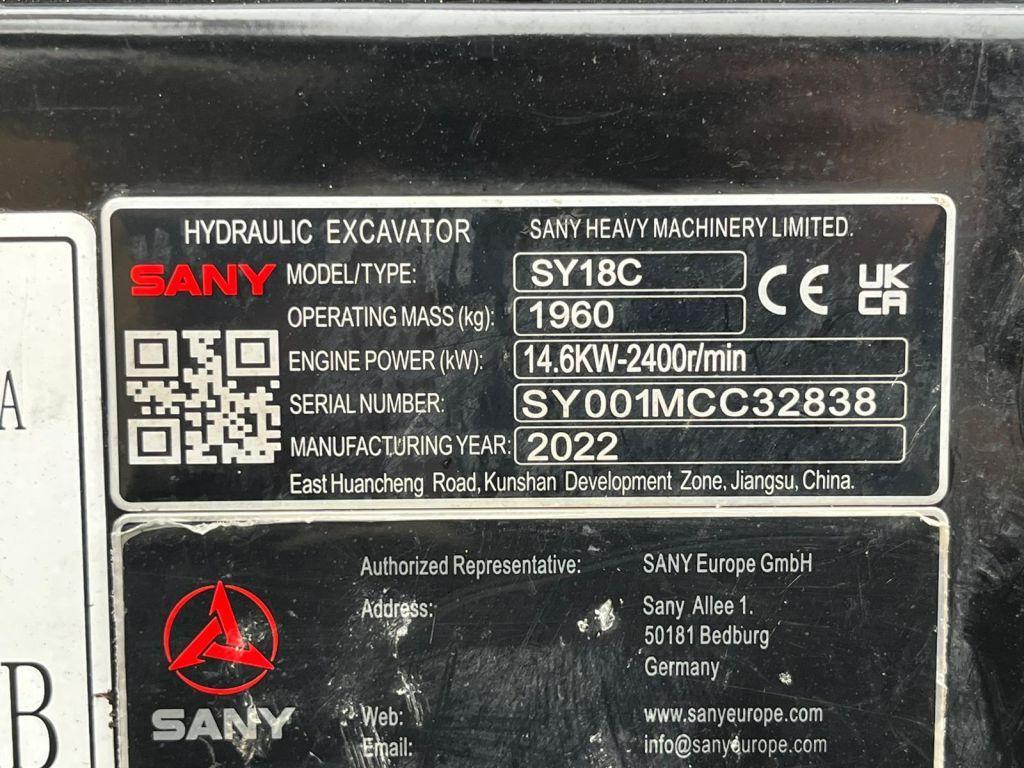 HYDRAULIC EXCAVATOR SANY HEAVY MACHINERY LIMITED.
SANY MODEL/TYPE: SY18C CE UK CA
OPERATING MASS (kg): 1960
ENGINE POWER (kW): 14.6KW-2400r/min
A
SERIAL NUMBER: SY001MCC32838
MANUFACTURING YEAR: 2022
East Huancheng Road, Kunshan Development Zone, Jiangsu, China.
Authorized Representative: SANY Europe GmbH
Address: Sany Allee 1.
50181 Bedburg
Germany
B
SANY
Web: www.sanyeurope.com
Email: info@sanyeurope.com